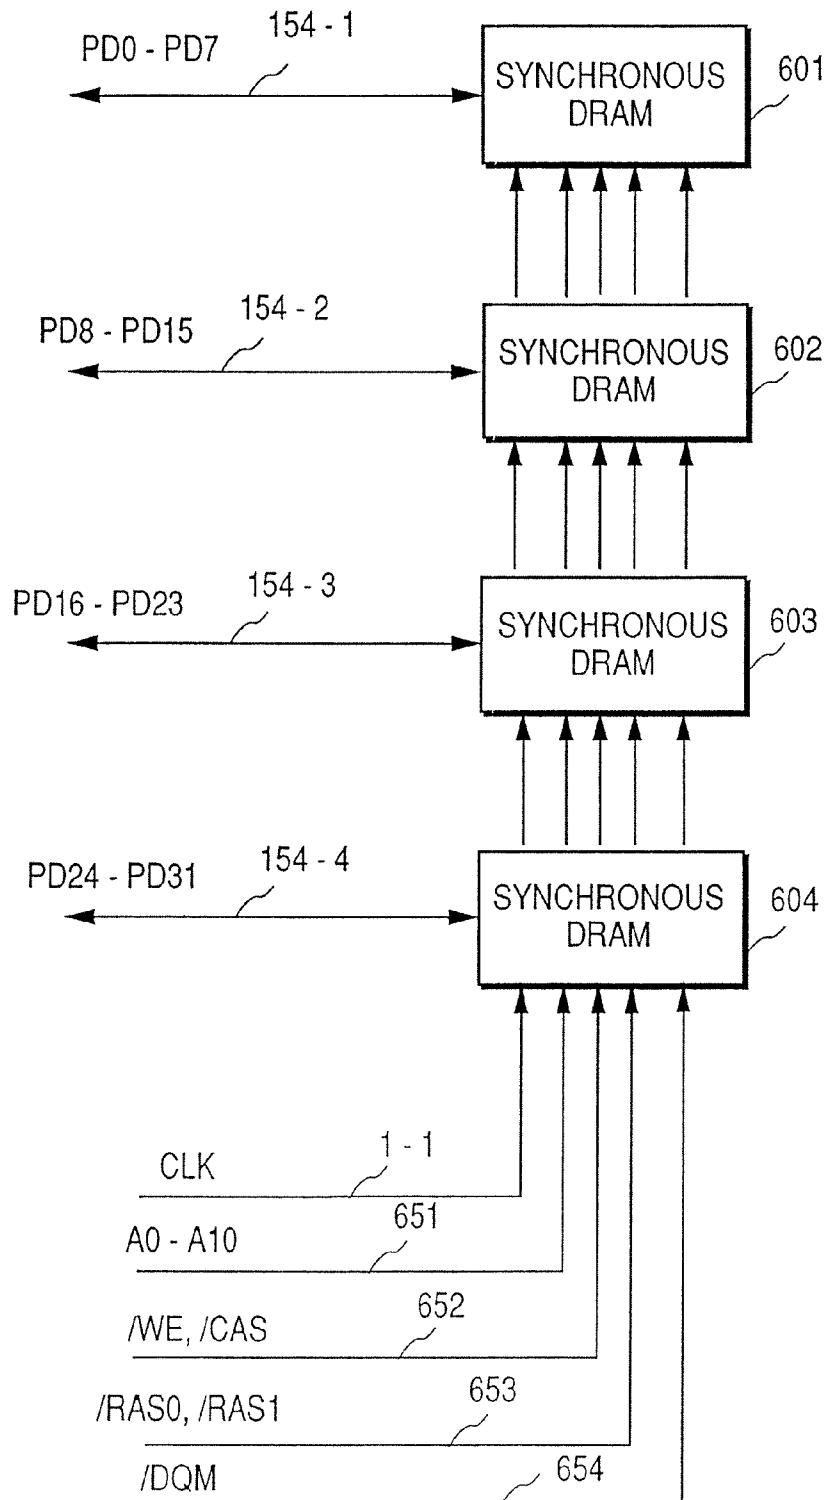 154 - 1
PD0 - PD7
SYNCHRONOUS
DRAM
601
154 - 2
PD8 - PD15
SYNCHRONOUS
DRAM
602
154 - 3
PD16 - PD23
SYNCHRONOUS
DRAM
603
154 - 4
PD24 - PD31
SYNCHRONOUS
DRAM
604
1 - 1
CLK
651
A0 - A10
652
/WE, /CAS
653
/RAS0, /RAS1
654
/DQM